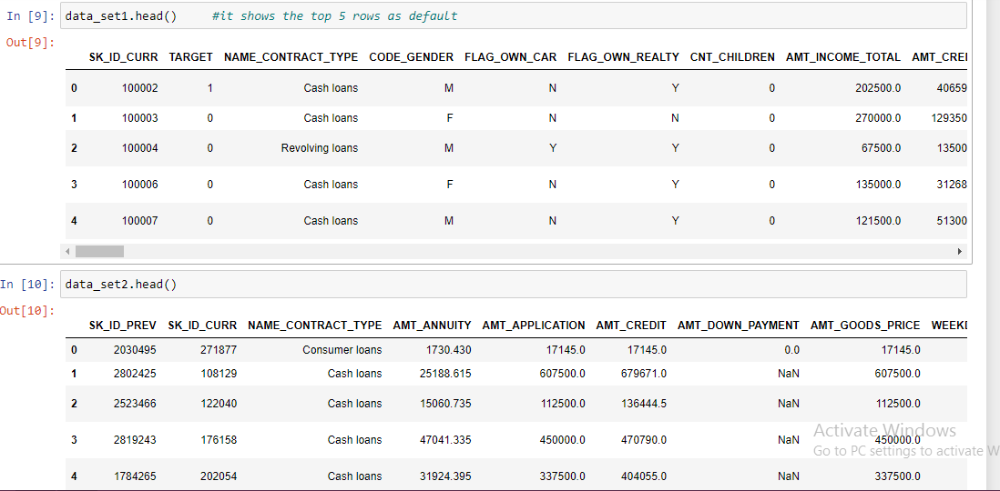 In [9]: data_set1.head() #it shows the top 5 rows as default
Out[9]:
SK_ID_CURR TARGET NAME_CONTRACT_TYPE CODE_GENDER FLAG_OWN_CAR FLAG_OWN_REALTY CNT_CHILDREN AMT_INCOME_TOTAL AMT_CREI
0 100002 1 Cash loans M N Y 0 202500.0 40659
1 100003 0 Cash loans F N N 0 270000.0 129350
2 100004 0 Revolving loans M Y Y 0 67500.0 13500
3 100006 0 Cash loans F N Y 0 135000.0 31268
4 100007 0 Cash loans M N Y 0 121500.0 51300
In [10]: data_set2.head()
Out[10]:
SK_ID_PREV SK_ID_CURR NAME_CONTRACT_TYPE AMT_ANNUITY AMT_APPLICATION AMT_CREDIT AMT_DOWN_PAYMENT AMT_GOODS_PRICE WEEKD
0 2030495 271877 Consumer loans 1730.430 17145.0 17145.0 0.0 17145.0
1 2802425 108129 Cash loans 25188.615 607500.0 679671.0 NaN 607500.0
2 2523466 122040 Cash loans 15060.735 112500.0 136444.5 NaN 112500.0
3 2819243 176158 Cash loans 47041.335 450000.0 470790.0 NaN 450000.0
4 1784265 202054 Cash loans 31924.395 337500.0 404055.0 NaN 337500.0
Activate Windows
Go to PC settings to activate W